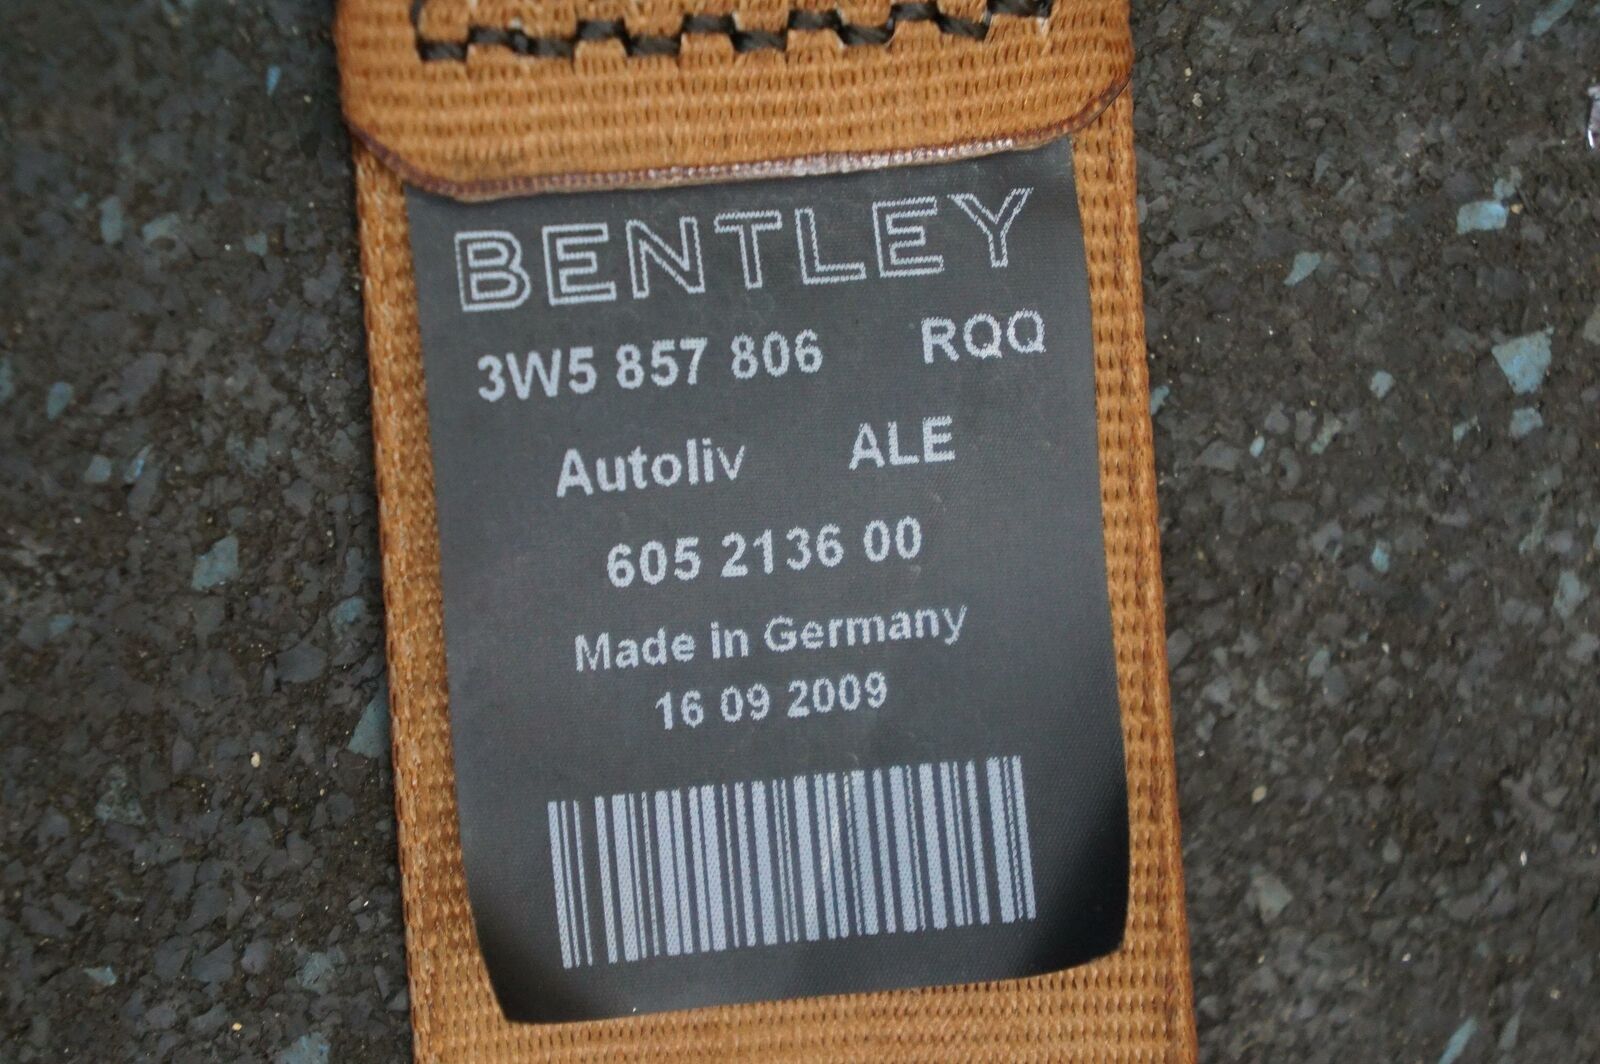 BENTLEY
3W5 857 806 RQQ
Autoliv ALE
605 2136 00
Made in Germany
16 09 2009